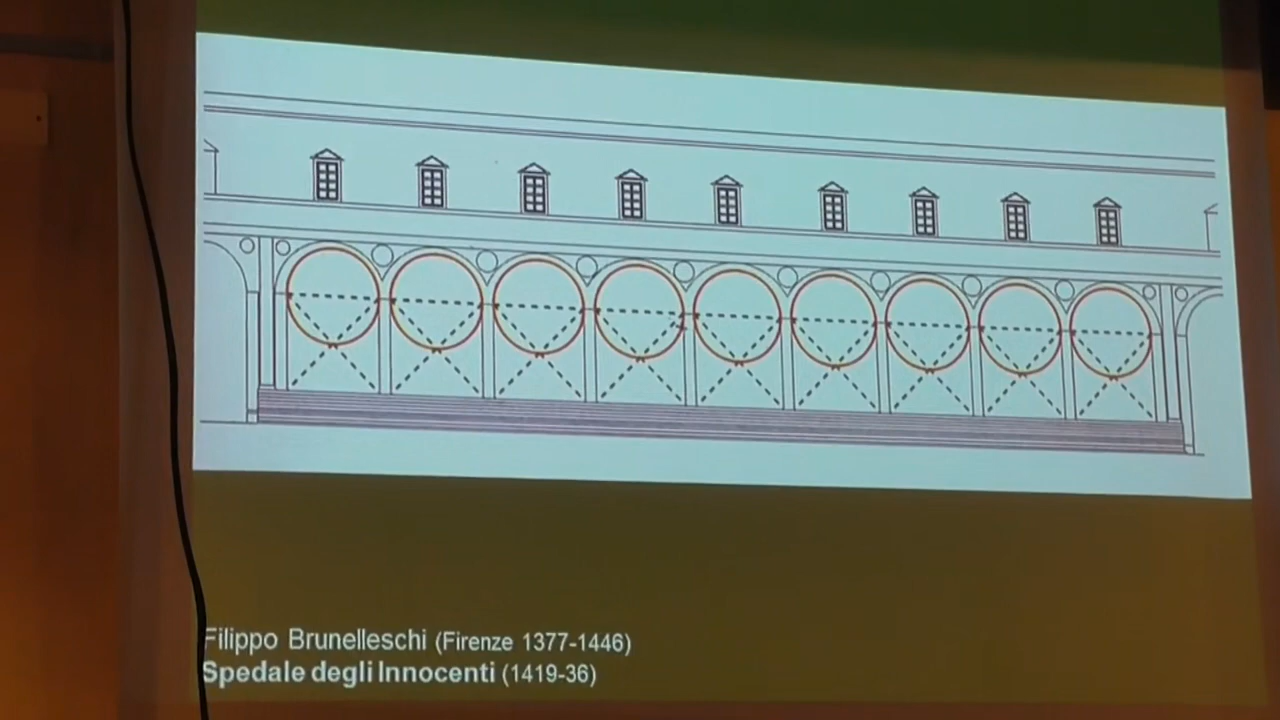 Filippo Brunelleschi (Firenze 1377-1446)
Spedale degli Innocenti (1419-36)